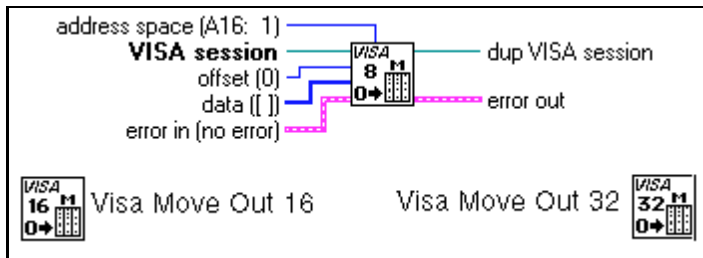 address space (A16: 1)
VISA session
offset (0)
data ([ ])
error in (no error)
VISA
8 M
0→
dup VISA session
error out
VISA
16 M
0→
Visa Move Out 16
Visa Move Out 32
VISA
32 M
0→